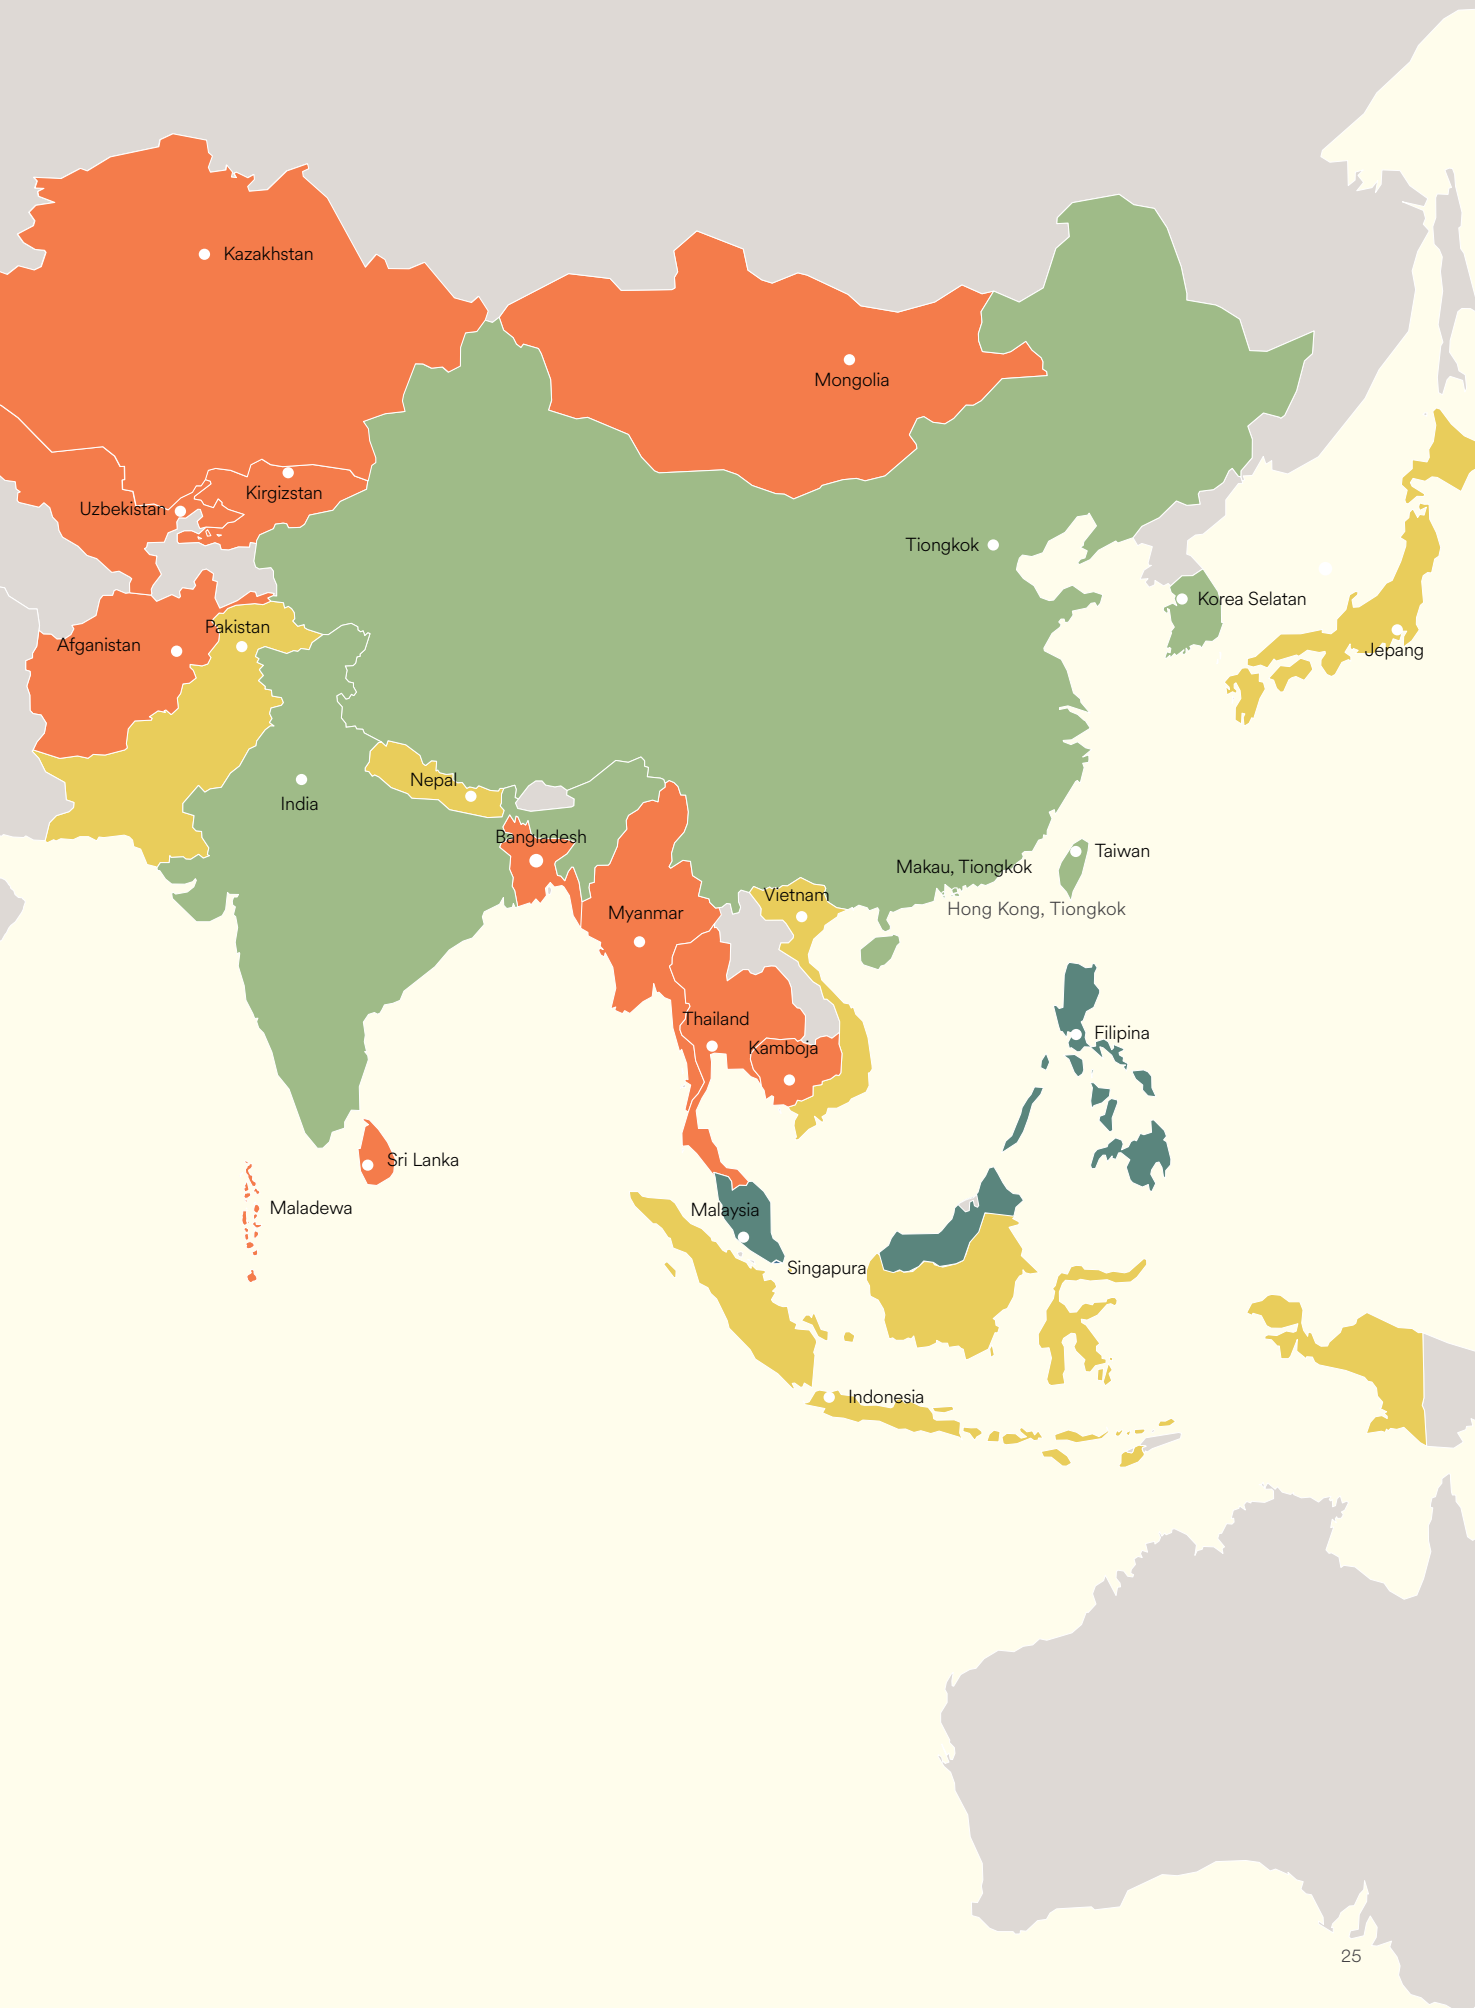 Kazakhstan
Mongolia
Kirgizstan
Uzbekistan
Tiongkok
Korea Selatan
Pakistan
Afganistan
Jepang
Nepal
India
Bangladesh
Taiwan
Makau, Tiongkok
Vietnam
Hong Kong, Tiongkok
Myanmar
Thailand
Filipina
Kamboja
Sri Lanka
Maladewa
Malaysia
Singapura
Indonesia
25